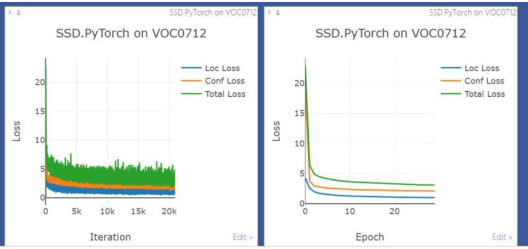 SSD.PyTorch on VOC0712
SSD.PyTorch on VOC0712
Loc Loss
Conf Loss
Total Loss
Loss
20
15
10
5
0
0 5k 10k 15k 20k
Iteration
Edit »
SSD.PyTorch on VOC0712
SSD.PyTorch on VOC0712
Loc Loss
Conf Loss
Total Loss
Loss
20
15
10
5
0
0 10 20
Epoch
Edit »